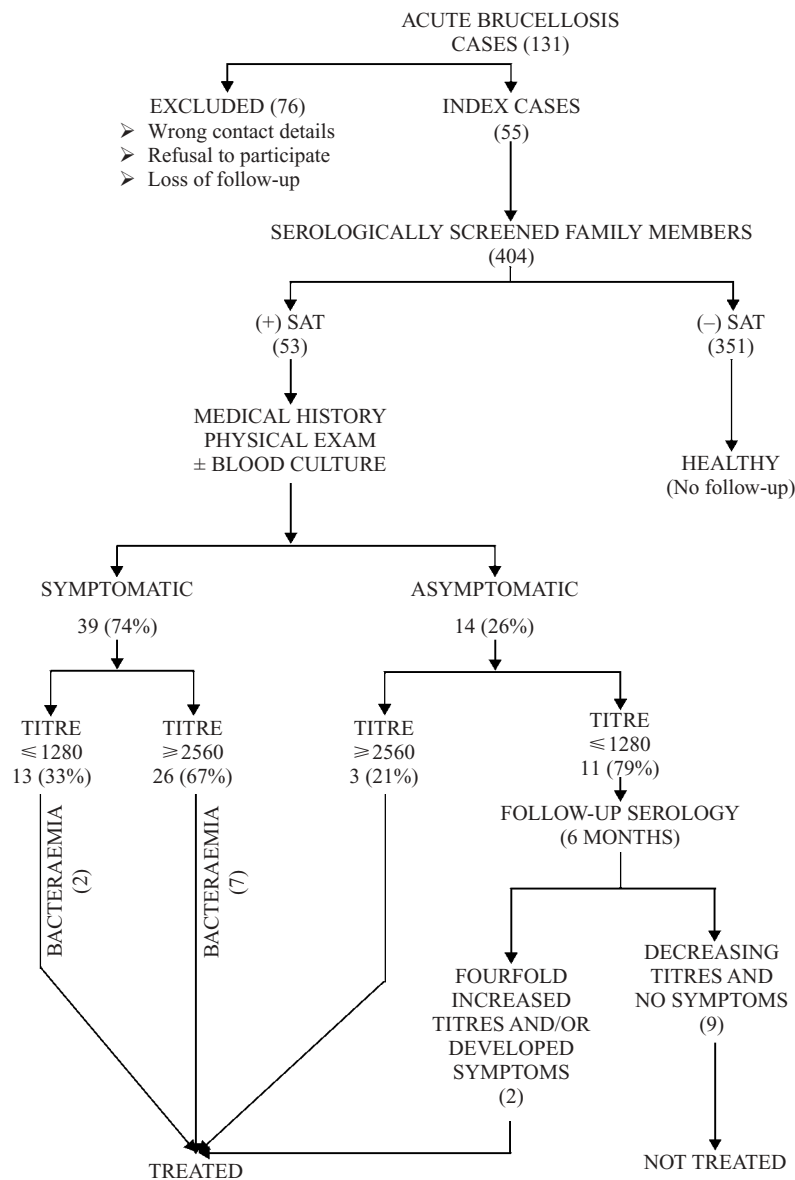 ACUTE BRUCELLOSIS
CASES (131)
EXCLUDED (76)
➢ Wrong contact details
➢ Refusal to participate
➢ Loss of follow-up
INDEX CASES
(55)
SEROLOGICALLY SCREENED FAMILY MEMBERS
(404)
(+) SAT
(53)
(–) SAT
(351)
MEDICAL HISTORY
PHYSICAL EXAM
± BLOOD CULTURE
HEALTHY
(No follow-up)
SYMPTOMATIC
39 (74%)
ASYMPTOMATIC
14 (26%)
TITRE
⩽1280
13 (33%)
TITRE
⩾2560
26 (67%)
TITRE
⩾2560
3 (21%)
TITRE
⩽1280
11 (79%)
BACTERAEMIA
(2)
BACTERAEMIA
(7)
FOLLOW-UP SEROLOGY
(6 MONTHS)
FOURFOLD
INCREASED
TITRES AND/OR
DEVELOPED
SYMPTOMS
(2)
DECREASING
TITRES AND
NO SYMPTOMS
(9)
TREATED
NOT TREATED